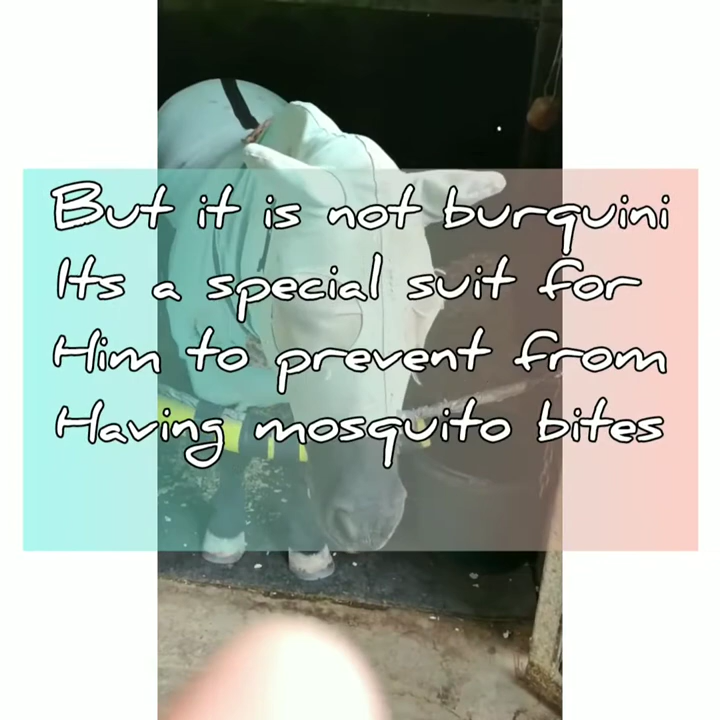 But it is not burquini
Its a special suit for
Him to prevent from
Having mosquito bites